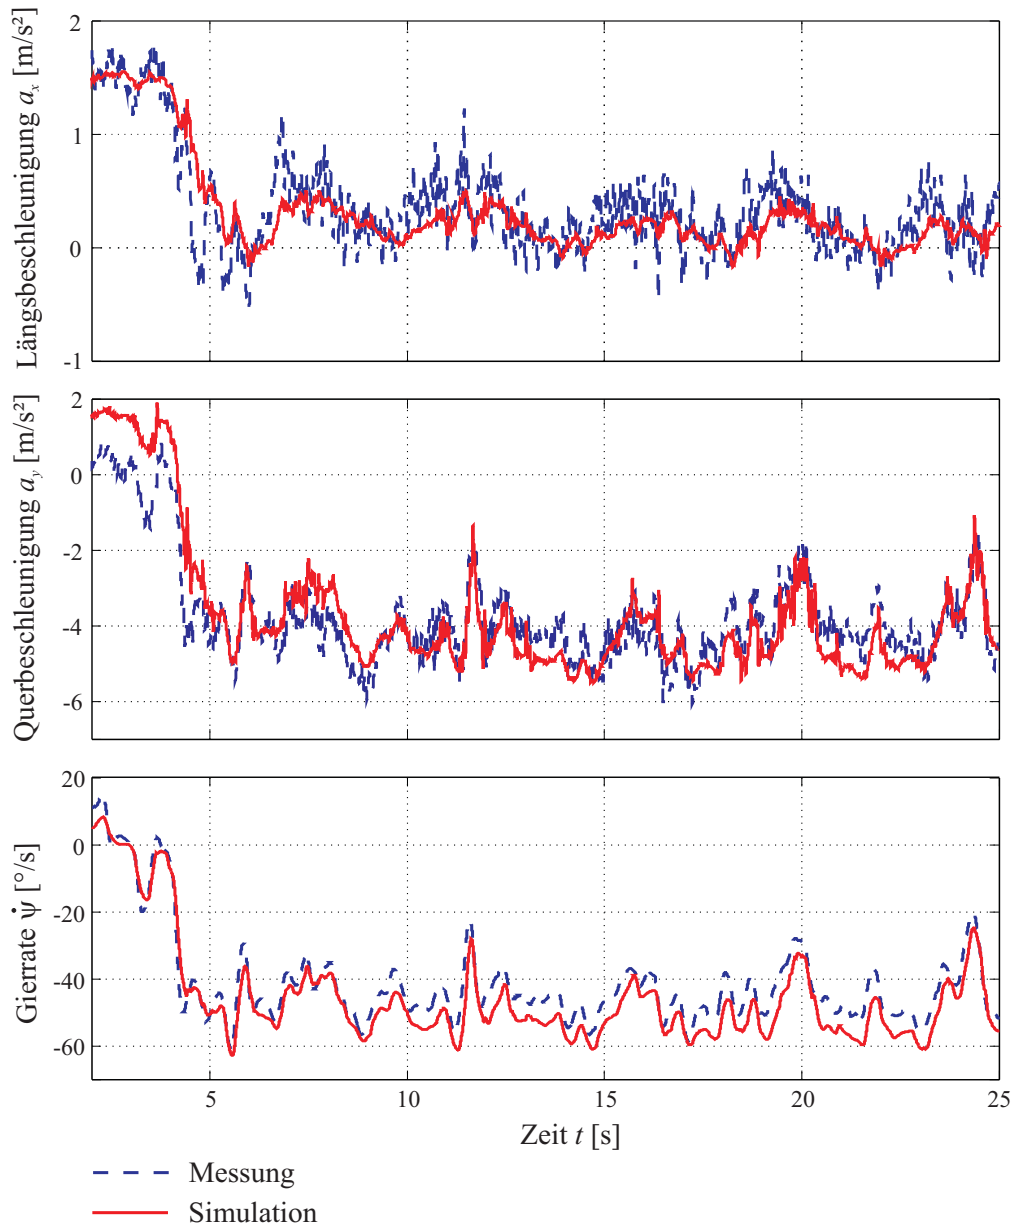 Längsbeschleunigung a_x [m/s²]
2
1
0
-1
Querbeschleunigung a_y [m/s²]
2
0
-2
-4
-6
Gierrate ψ̇ [°/s]
20
0
-20
-40
-60
5 10 15 20 25
Zeit t [s]
Messung
Simulation